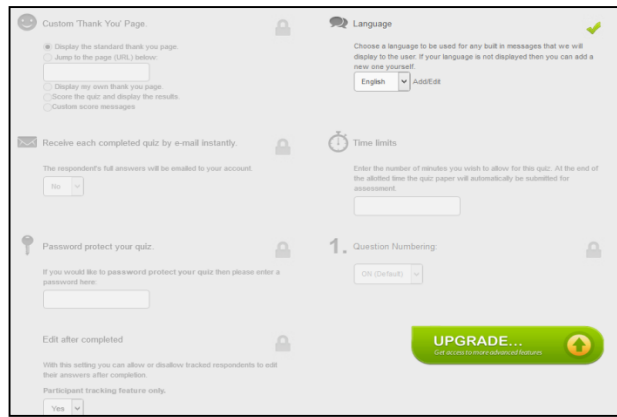 Custom 'Thank You' Page.
Display the standard thank you page.
Jump to the page (URL) below:
Display my own thank you page.
Score the quiz and display the results
Custom score messages
Language
Choose a language to be used for any built in messages that we will
display to the user. If your language is not displayed then you can add a
new one yourself.
English Add/Edit
Receive each completed quiz by e-mail instantly.
The respondent's full answers will be emailed to your account.
No
Time limits
Enter the number of minutes you wish to allow for this quiz. At the end of
the allotted time the quiz paper will automatically be submitted for
assessment.
Password protect your quiz.
If you would like to password protect your quiz then please enter a
password here:
1. Question Numbering:
ON (Default)
Edit after completed
With this setting you can allow or disallow tracked respondents to edit
their answers after completion.
Participant tracking feature only.
Yes
UPGRADE...
Get access to more advanced features